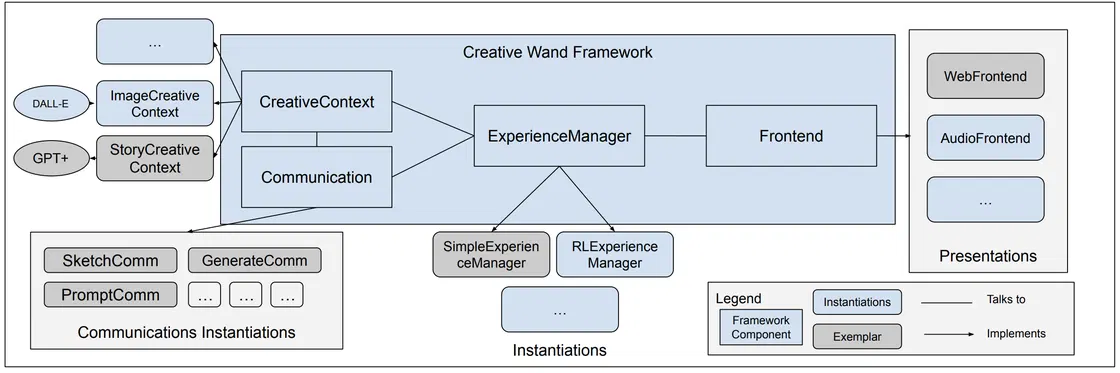 Creative Wand Framework
...
DALL-E
ImageCreative
Context
GPT+
StoryCreative
Context
CreativeContext
Communication
ExperienceManager
Frontend
WebFrontend
AudioFrontend
...
Presentations
SketchComm
GenerateComm
PromptComm
...
...
...
Communications Instantiations
SimpleExperien
ceManager
RLExperience
Manager
...
Instantiations
Legend
Framework
Component
Instantiations
Exemplar
Talks to
Implements